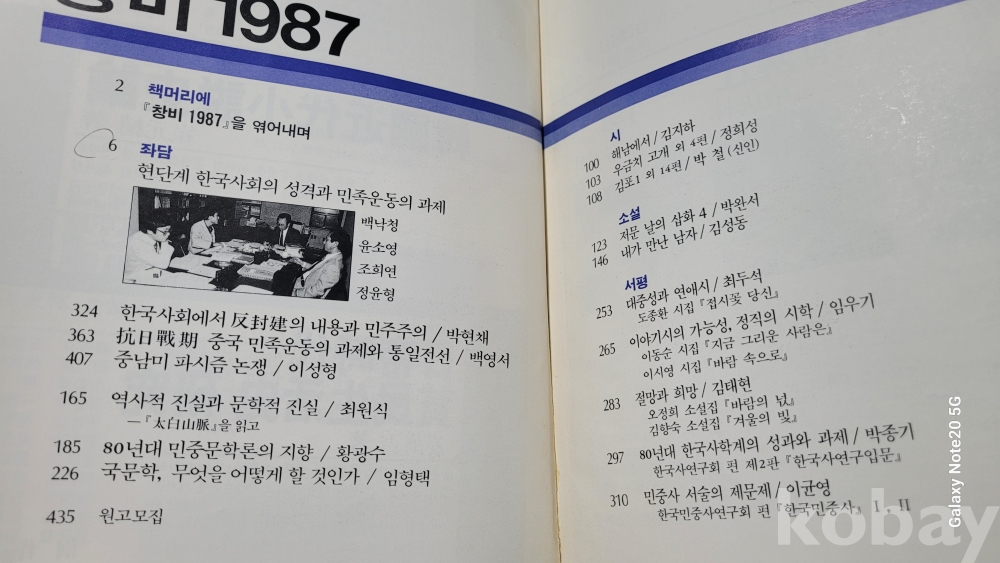 창비 1987
2 책머리에
『창비 1987』을 엮어내며
6 좌담
현단계 한국사회의 성격과 민족운동의 과제
백낙청
윤소영
조희연
정윤형
324 한국사회에서 反封建의 내용과 민주주의 / 박현채
363 抗日戰期 중국 민족운동의 과제와 통일전선 / 백영서
407 중남미 파시즘 논쟁 / 이성형
165 역사적 진실과 문학적 진실 / 최원식
─『太白山脈』을 읽고
185 80년대 민중문학론의 지향 / 황광수
226 국문학, 무엇을 어떻게 할 것인가 / 임형택
435 원고모집
시
100 해남에서 / 김지하
103 우금치 고개 외 4편 / 정희성
108 김포1 외 14편 / 박 철 (신인)
소설
123 저문 날의 삽화 4 / 박완서
146 내가 만난 남자 / 김성동
서평
253 대중성과 연애시 / 최두석
도종환 시집 『접시꽃 당신』
265 이야기시의 가능성, 정직의 시학 / 임우기
이동순 시집 『지금 그리운 사람은』
이시영 시집 『바람 속으로』
283 절망과 희망 / 김태현
오정희 소설집 『바람의 넋』
김향숙 소설집 『겨울의 빛』
297 80년대 한국사학계의 성과와 과제 / 박종기
한국사연구회 편 제2판 『한국사연구입문』
310 민중사 서술의 제문제 / 이균영
한국민중사연구회 편 『한국민중사』 Ⅰ, Ⅱ
Galaxy Note20 5G
kobay